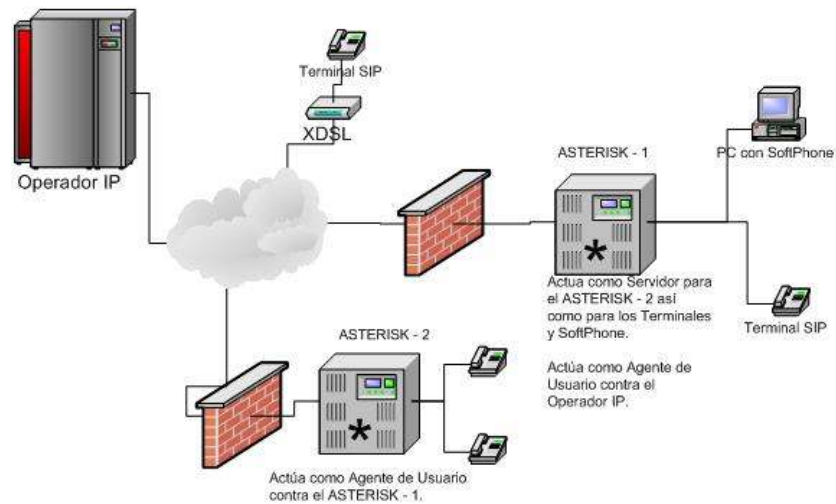 Terminal SIP
XDSL
Operador IP
ASTERISK - 1
PC con SoftPhone
Actua como Servidor para
el ASTERISK - 2 así
como para los Terminales
y SoftPhone.
Terminal SIP
Actúa como Agente de
Usuario contra el
Operador IP.
ASTERISK - 2
Actúa como Agente de Usuario
contra el ASTERISK - 1.